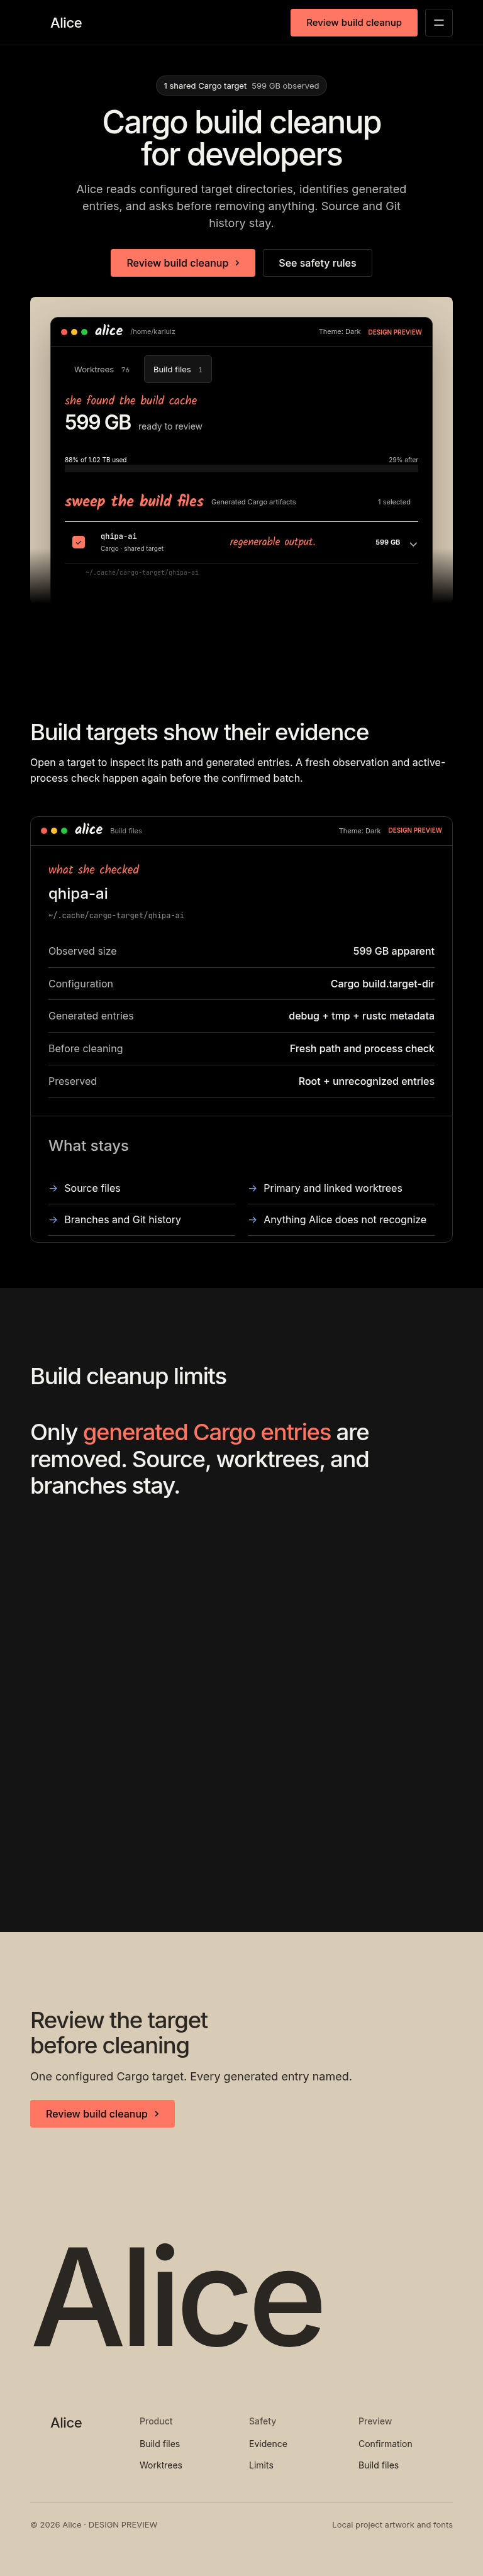 Alice
Review build cleanup
1 shared Cargo target 599 GB observed
Cargo build cleanup
for developers
Alice reads configured target directories, identifies generated
entries, and asks before removing anything. Source and Git
history stay.
Review build cleanup
See safety rules
alice /home/karluiz Theme: Dark DESIGN PREVIEW
Worktrees 76 Build files 1
she found the build cache
599 GB ready to review
88% of 1.02 TB used 29% after
sweep the build files Generated Cargo artifacts 1 selected
qhipa-ai
Cargo · shared target
regenerable output.
599 GB
~/.cache/cargo-target/qhipa-ai
Build targets show their evidence
Open a target to inspect its path and generated entries. A fresh observation and active-
process check happen again before the confirmed batch.
alice Build files Theme: Dark DESIGN PREVIEW
what she checked
qhipa-ai
~/.cache/cargo-target/qhipa-ai
Observed size 599 GB apparent
Configuration Cargo build.target-dir
Generated entries debug + tmp + rustc metadata
Before cleaning Fresh path and process check
Preserved Root + unrecognized entries
What stays
→ Source files → Primary and linked worktrees
→ Branches and Git history → Anything Alice does not recognize
Build cleanup limits
Only generated Cargo entries are
removed. Source, worktrees, and
branches stay.
Review the target
before cleaning
One configured Cargo target. Every generated entry named.
Review build cleanup
Alice
Alice
Product
Build files
Worktrees
Safety
Evidence
Limits
Preview
Confirmation
Build files
© 2026 Alice · DESIGN PREVIEW
Local project artwork and fonts